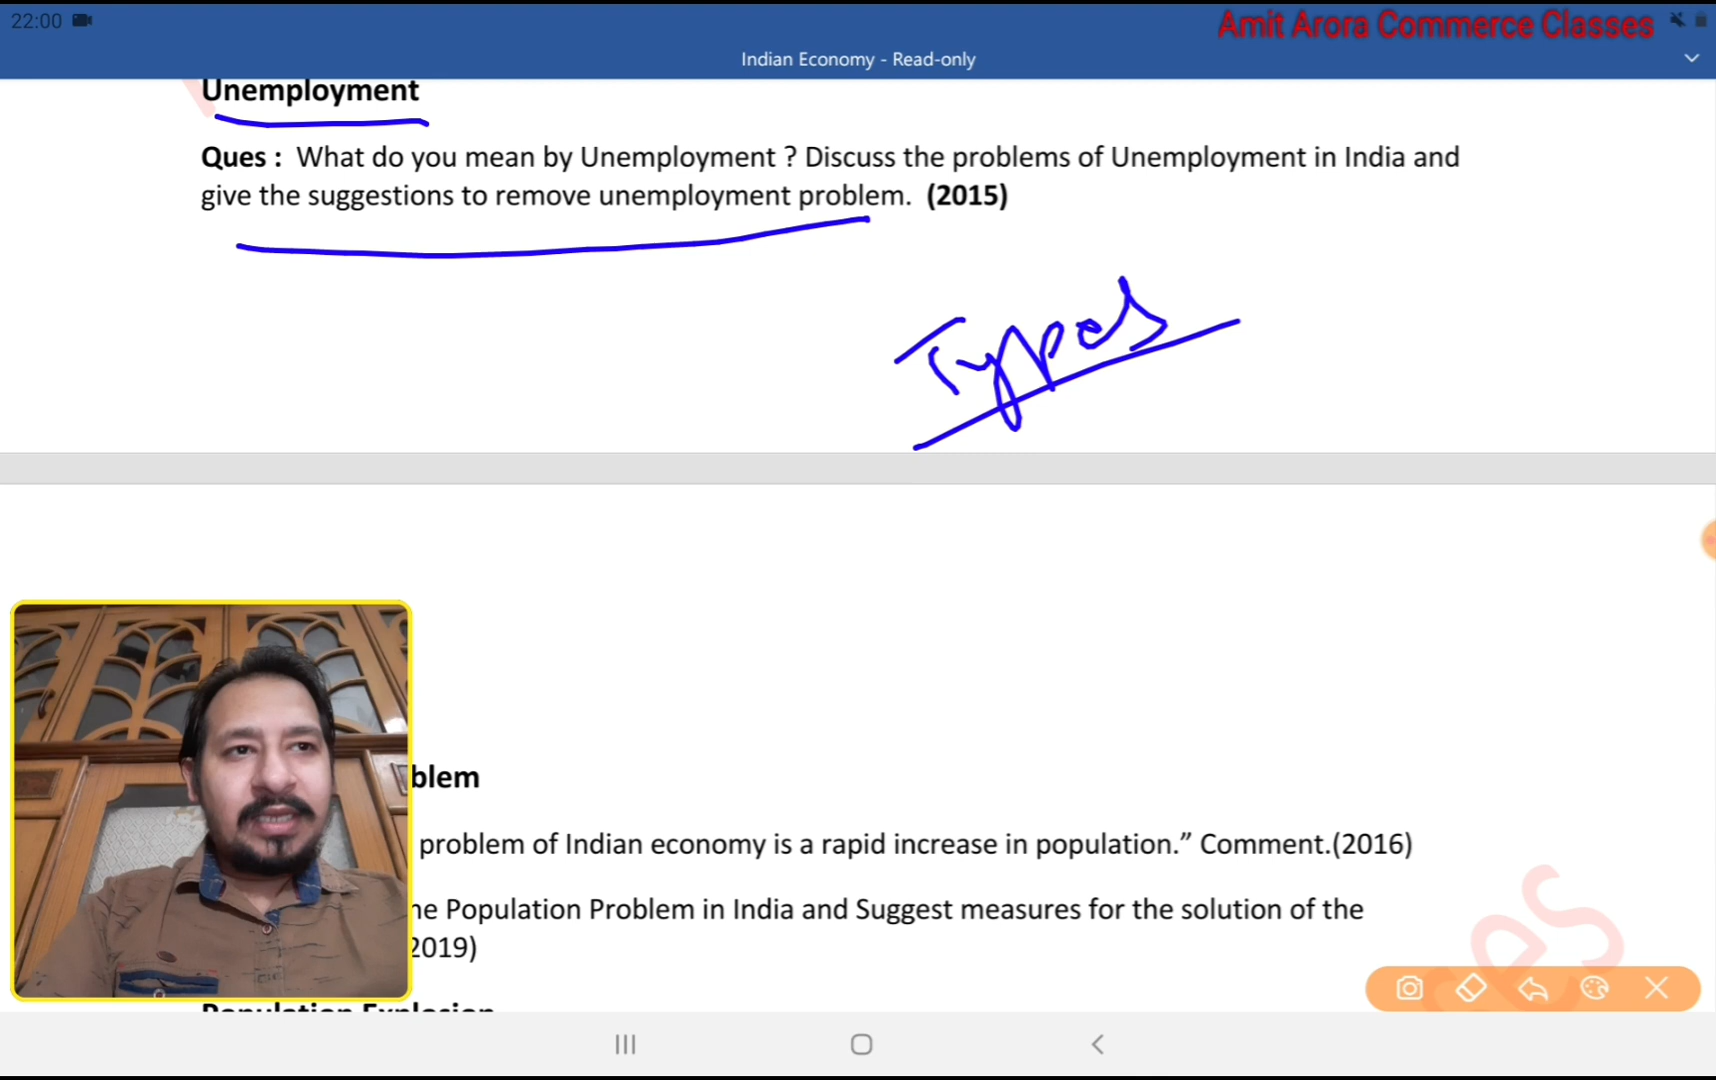 22:00
Amit Arora Commerce Classes
Indian Economy - Read-only
Unemployment
Ques : What do you mean by Unemployment ? Discuss the problems of Unemployment in India and
give the suggestions to remove unemployment problem. (2015)
Types
blem
problem of Indian economy is a rapid increase in population.” Comment.(2016)
he Population Problem in India and Suggest measures for the solution of the
2019)
Population Explosion